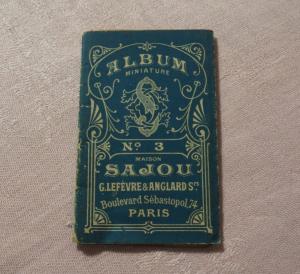 ALBUM
MINIATURE
S
Nº 3
MAISON
SAJOU
G. LEFÈVRE & ANGLARD Srs
Boulevard Sébastopol, 74
PARIS